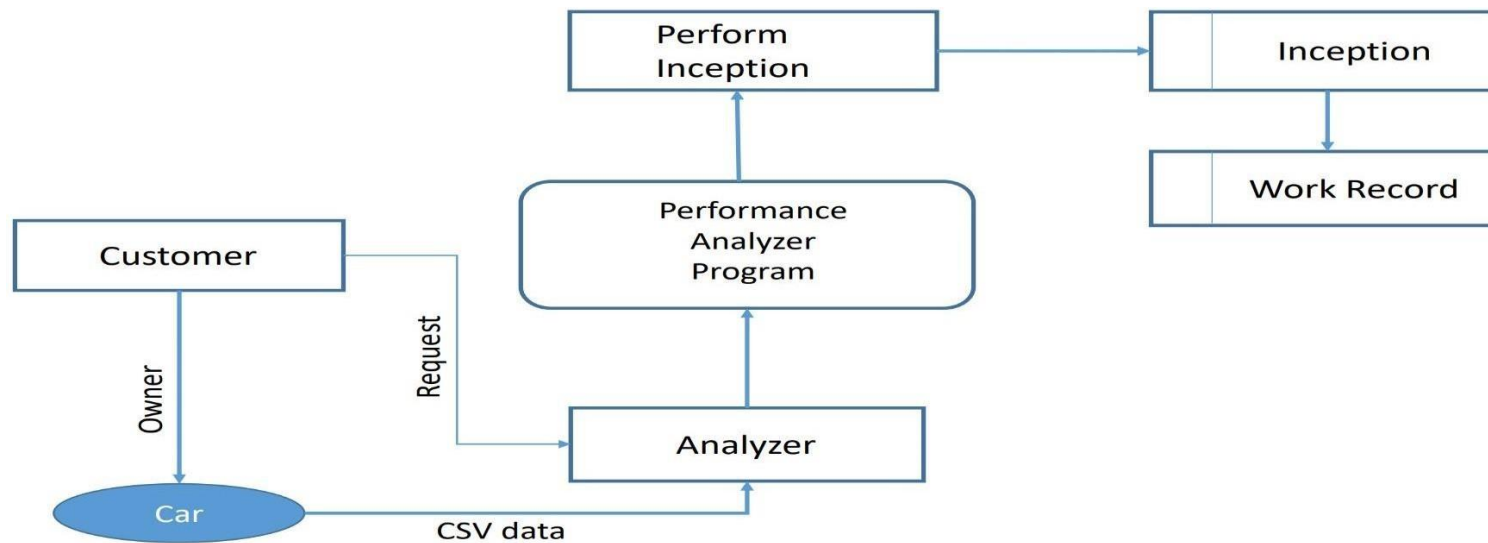 Perform
Inception
Inception
Work Record
Performance
Analyzer
Program
Customer
Owner
Request
Analyzer
Car
CSV data